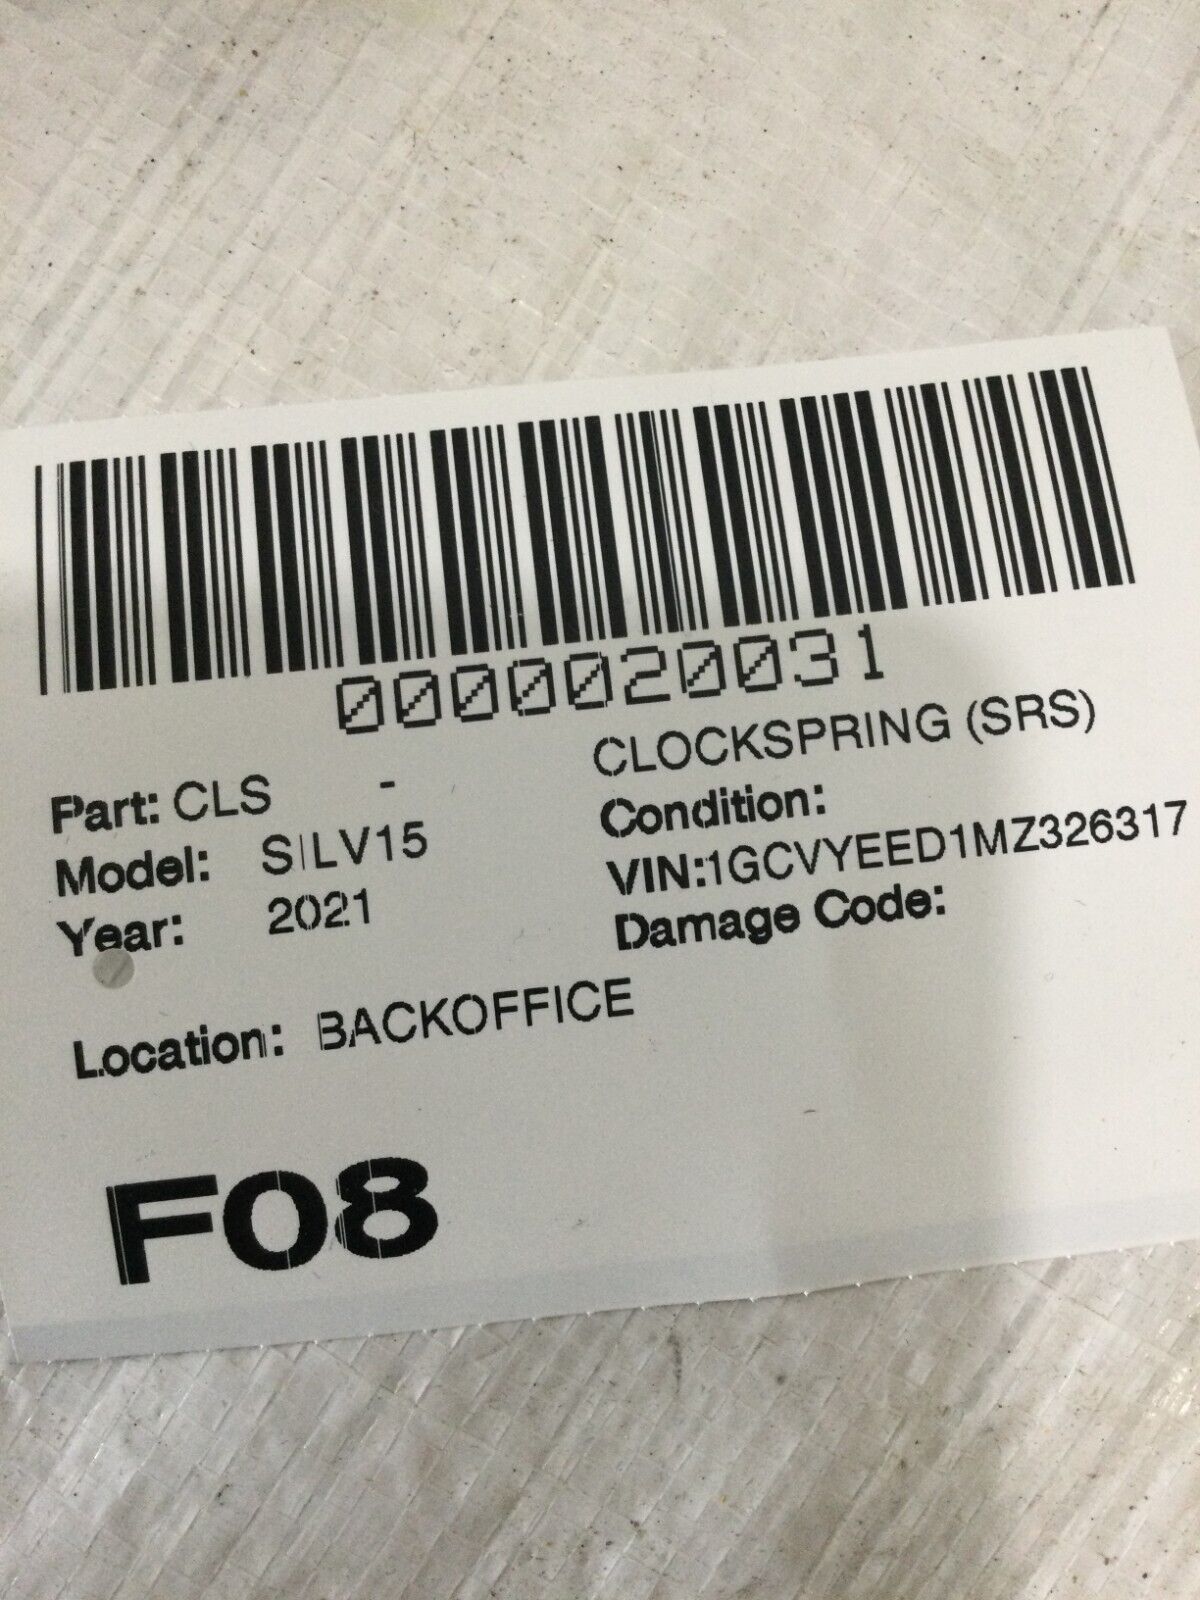 0000020031
Part: CLS - CLOCKSPRING (SRS)
Model: SILV15 Condition:
Year: 2021 VIN:1GCVYEED1MZ326317
Damage Code:
Location: BACKOFFICE
F08